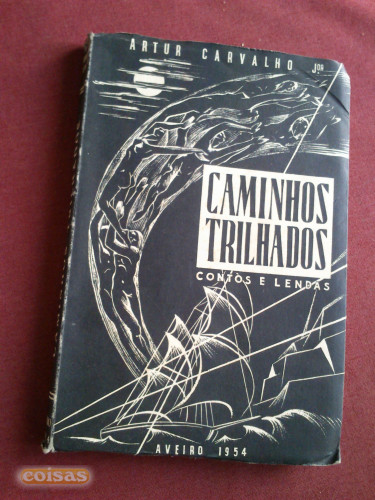 ARTUR CARVALHO Jor
CAMINHOS
TRILHADOS
CONTOS E LENDAS
AVEIRO 1954
coisas